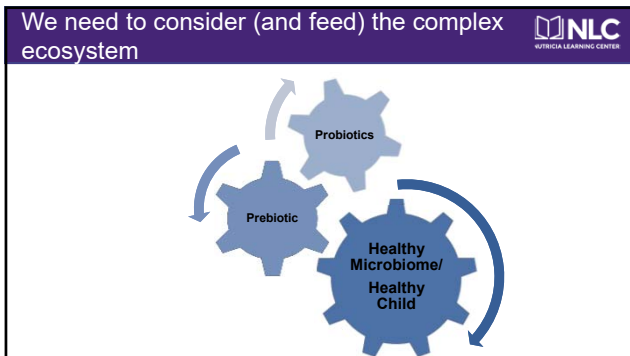 We need to consider (and feed) the complex
ecosystem
NLC
NUTRICIA LEARNING CENTER
Probiotics
Prebiotic
Healthy
Microbiome/
Healthy
Child